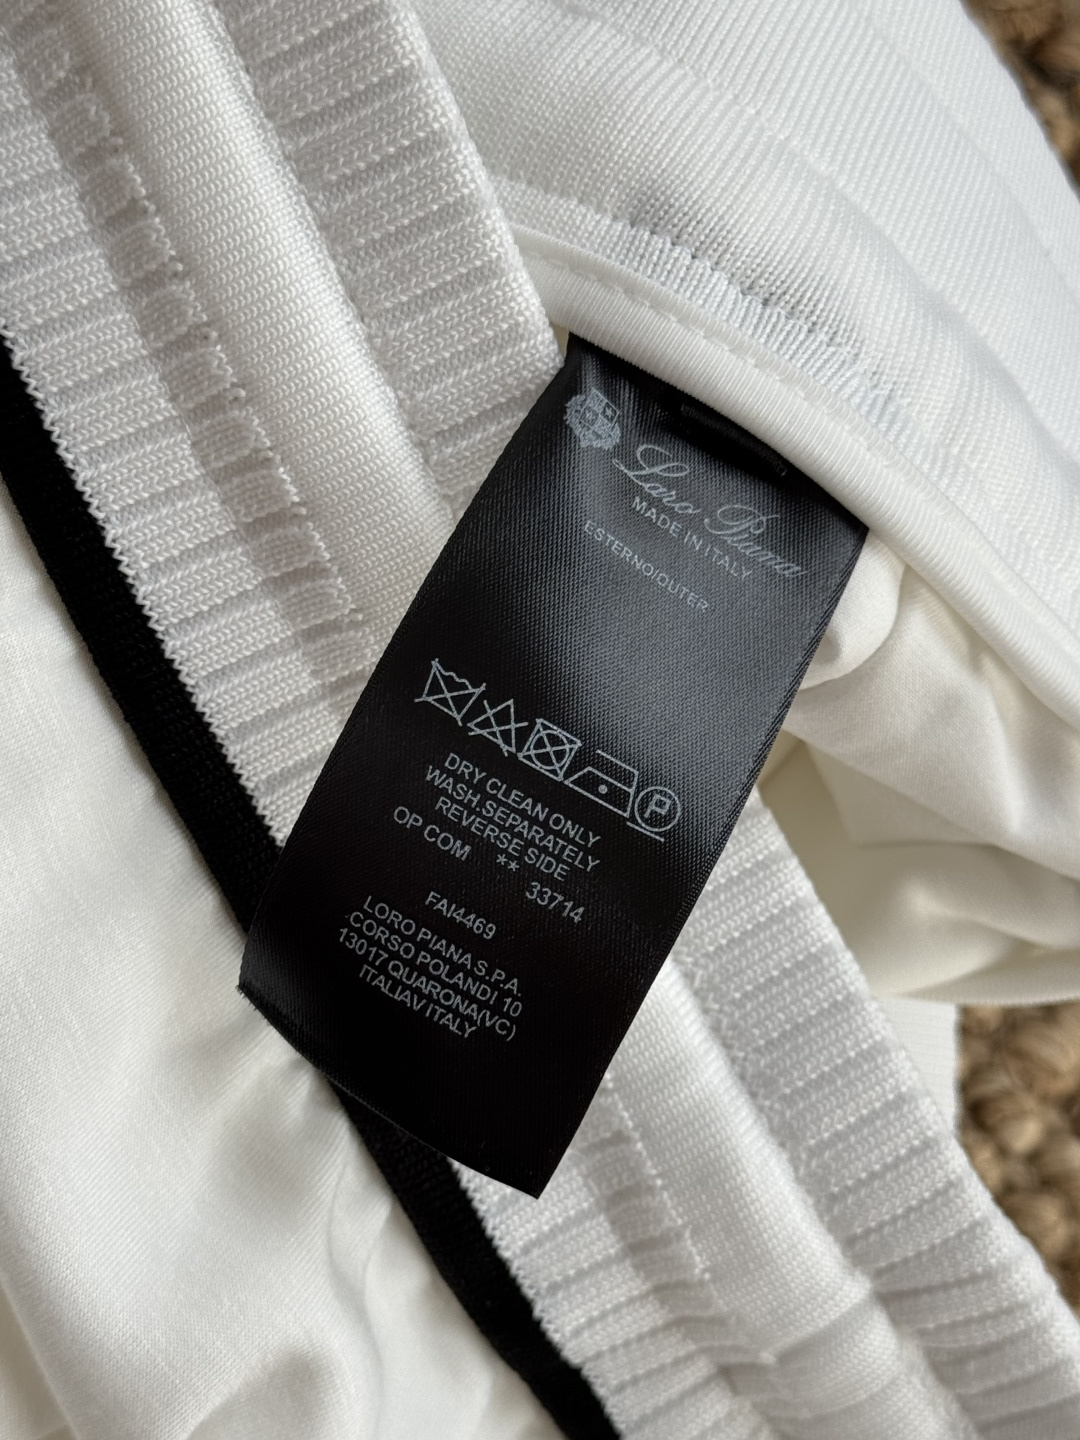 Loro Piana
MADE IN ITALY
ESTERNO/OUTER
P
DRY CLEAN ONLY
WASH.SEPARATELY
REVERSE SIDE
OP COM ** 33714
FAI4469
LORO PIANA S.P.A.
CORSO POLANDI 10
13017 QUARONA(VC)
ITALIAV ITALY